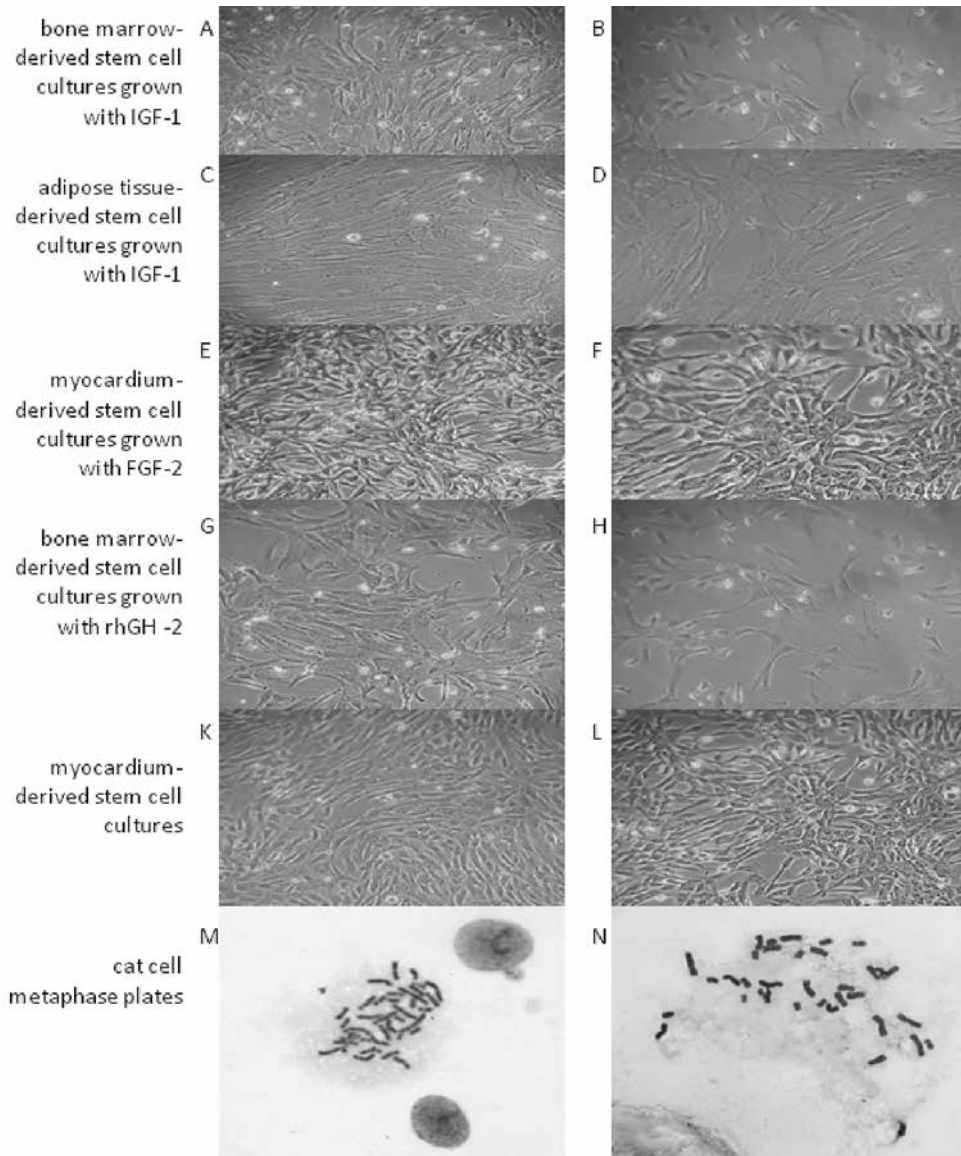 bone marrow-
derived stem cell
cultures grown
with IGF-1
A
B
adipose tissue-
derived stem cell
cultures grown
with IGF-1
C
D
myocardium-
derived stem cell
cultures grown
with FGF-2
E
F
bone marrow-
derived stem cell
cultures grown
with rhGH -2
G
H
myocardium-
derived stem cell
cultures
K
L
cat cell
metaphase plates
M
N